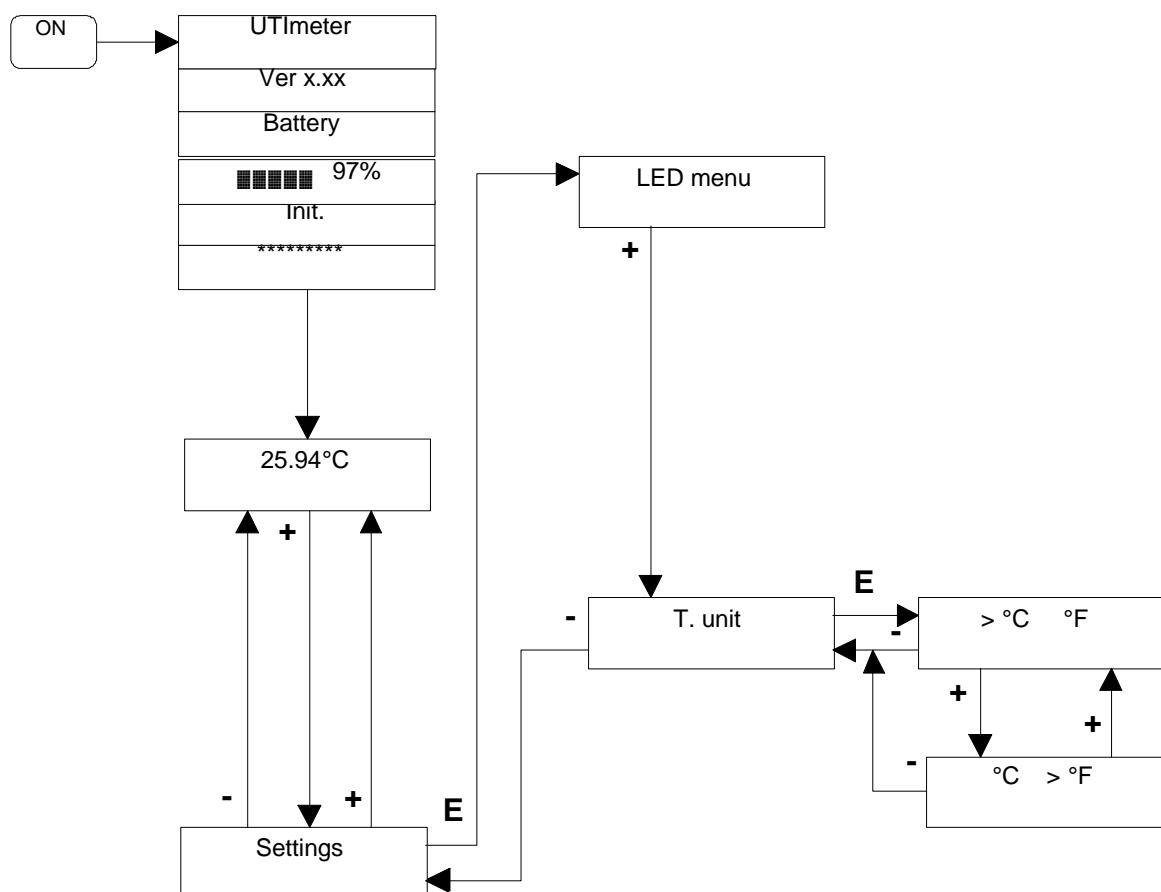 ON
UTImeter
Ver x.xx
Battery
97%
Init.
*********
LED menu
+
25.94°C
+
E
-
T. unit
-
> °C °F
+
+
-
°C > °F
-
+
E
Settings